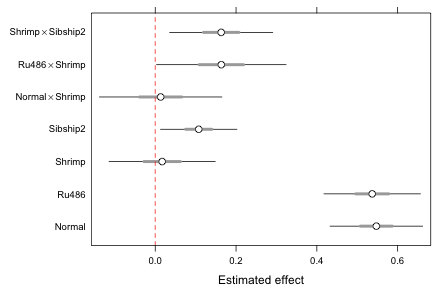 Shrimp × Sibship2
Ru486 × Shrimp
Normal × Shrimp
Sibship2
Shrimp
Ru486
Normal
0.0 0.2 0.4 0.6
Estimated effect